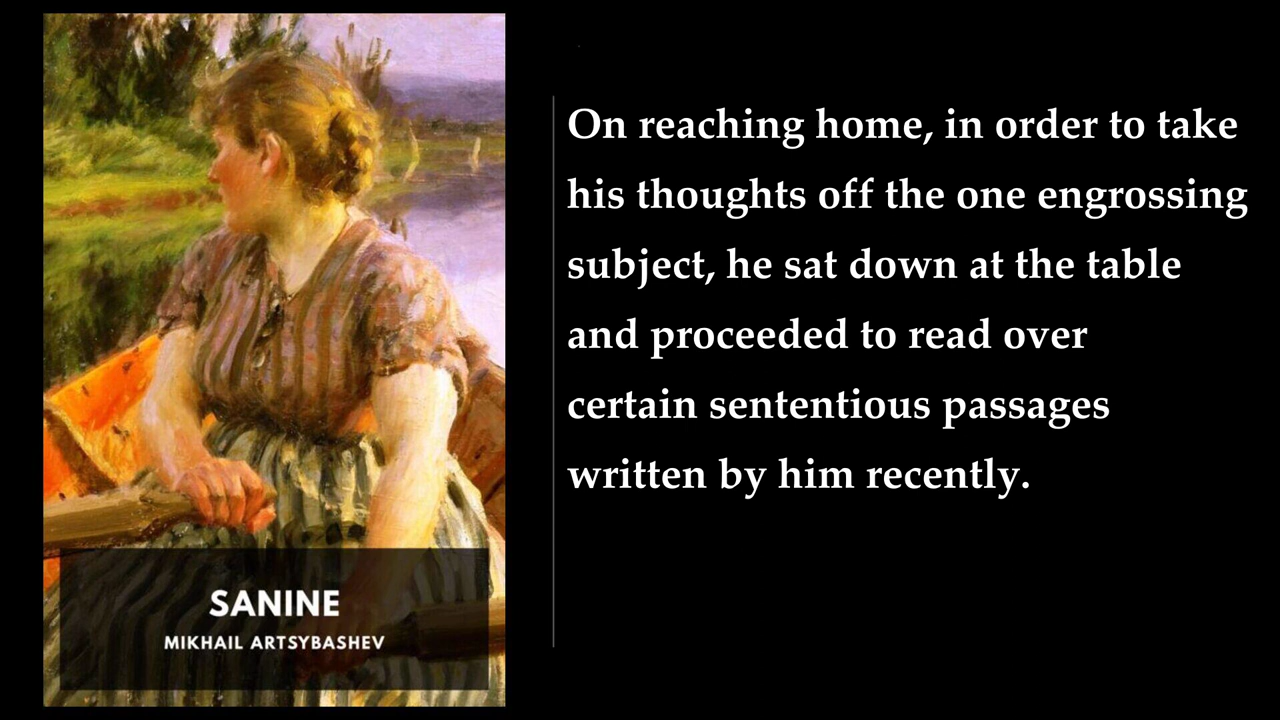 SANINE
MIKHAIL ARTSYBASHEV
On reaching home, in order to take
his thoughts off the one engrossing
subject, he sat down at the table
and proceeded to read over
certain sententious passages
written by him recently.